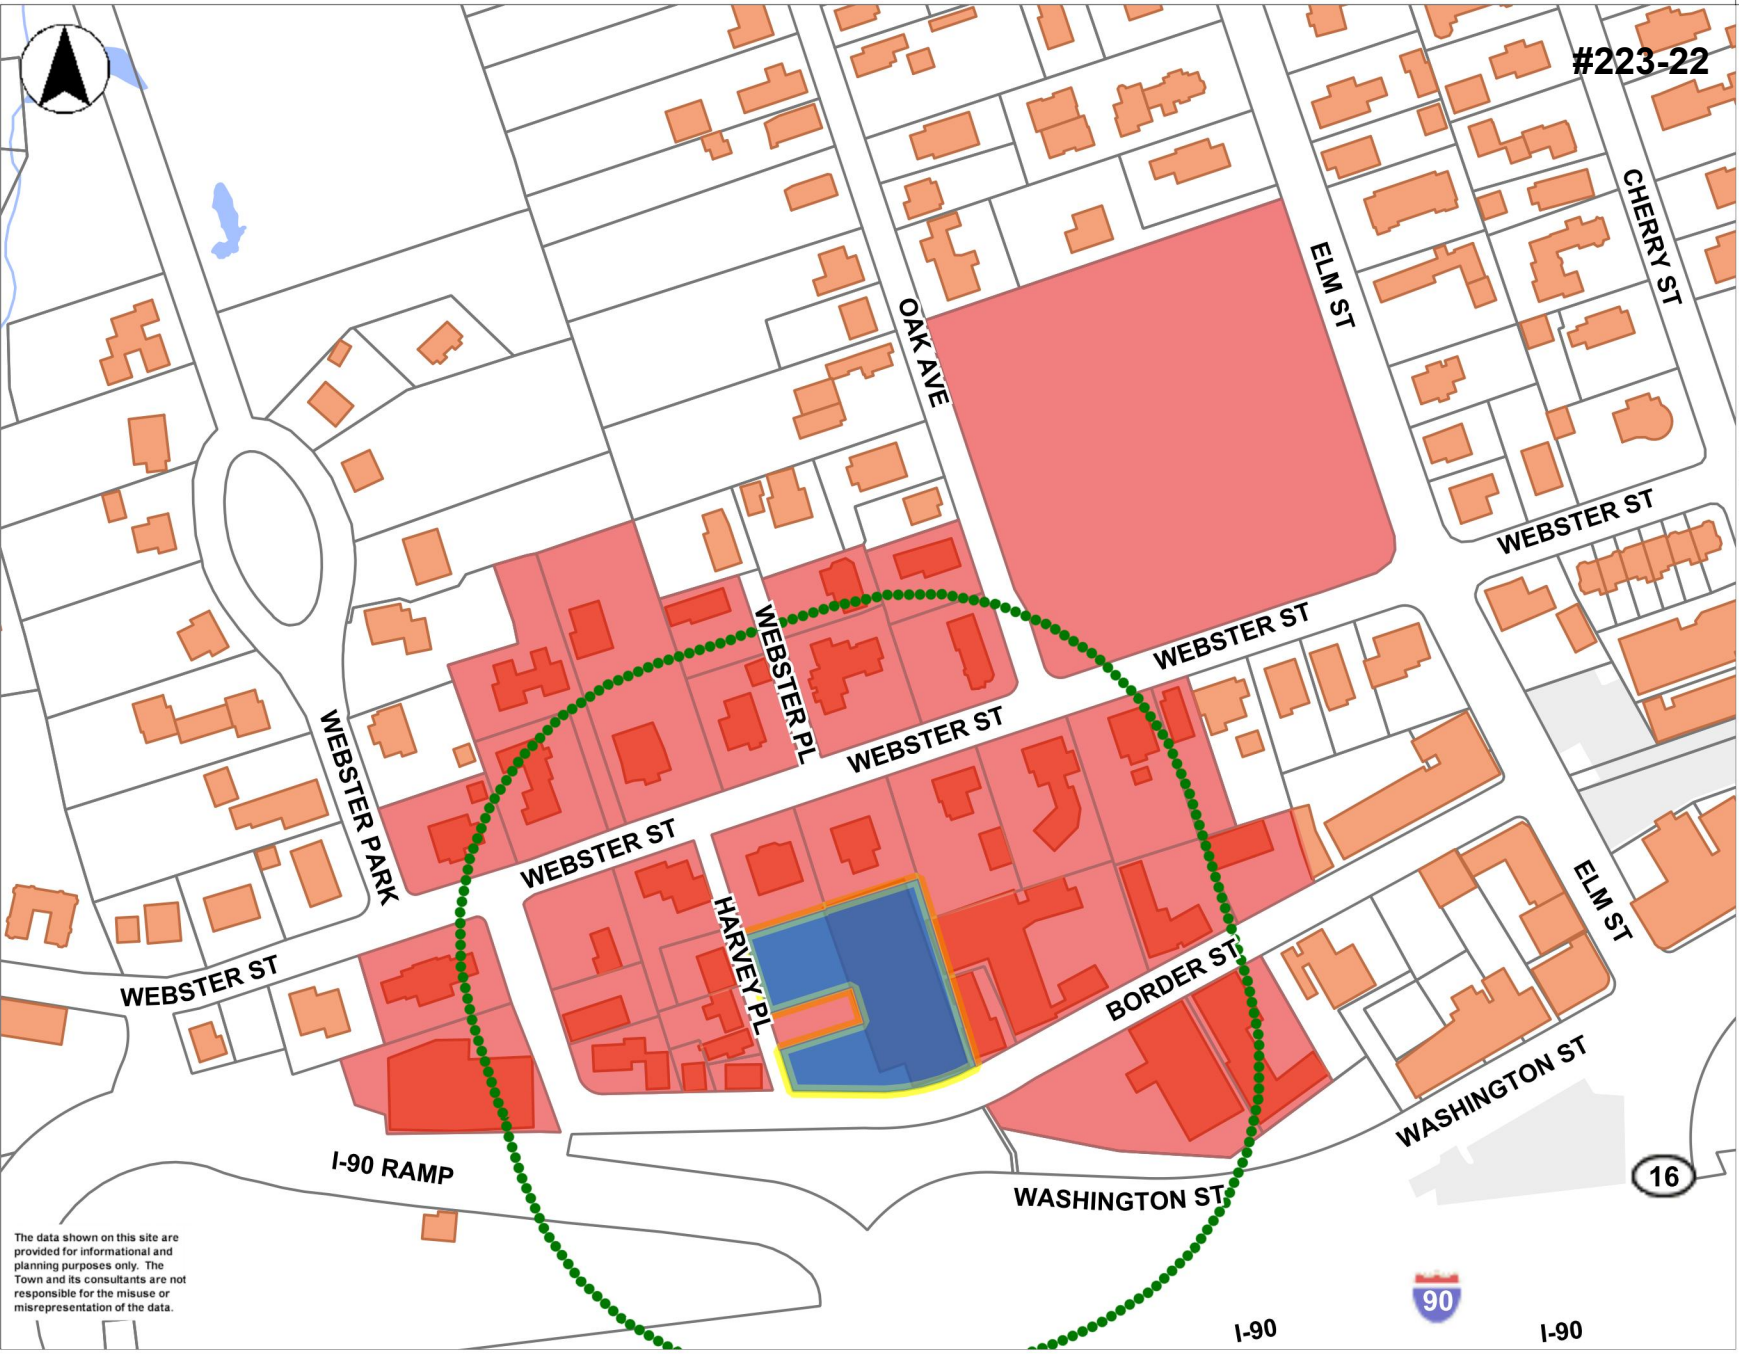 #223-22
CHERRY ST
ELM ST
OAK AVE
WEBSTER ST
WEBSTER ST
WEBSTER PL
WEBSTER ST
WEBSTER PARK
WEBSTER ST
HARVEY PL
ELM ST
WEBSTER ST
BORDER ST
WASHINGTON ST
I-90 RAMP
WASHINGTON ST
16
The data shown on this site are
provided for informational and
planning purposes only. The
Town and its consultants are not
responsible for the misuse or
misrepresentation of the data.
90
I-90
I-90